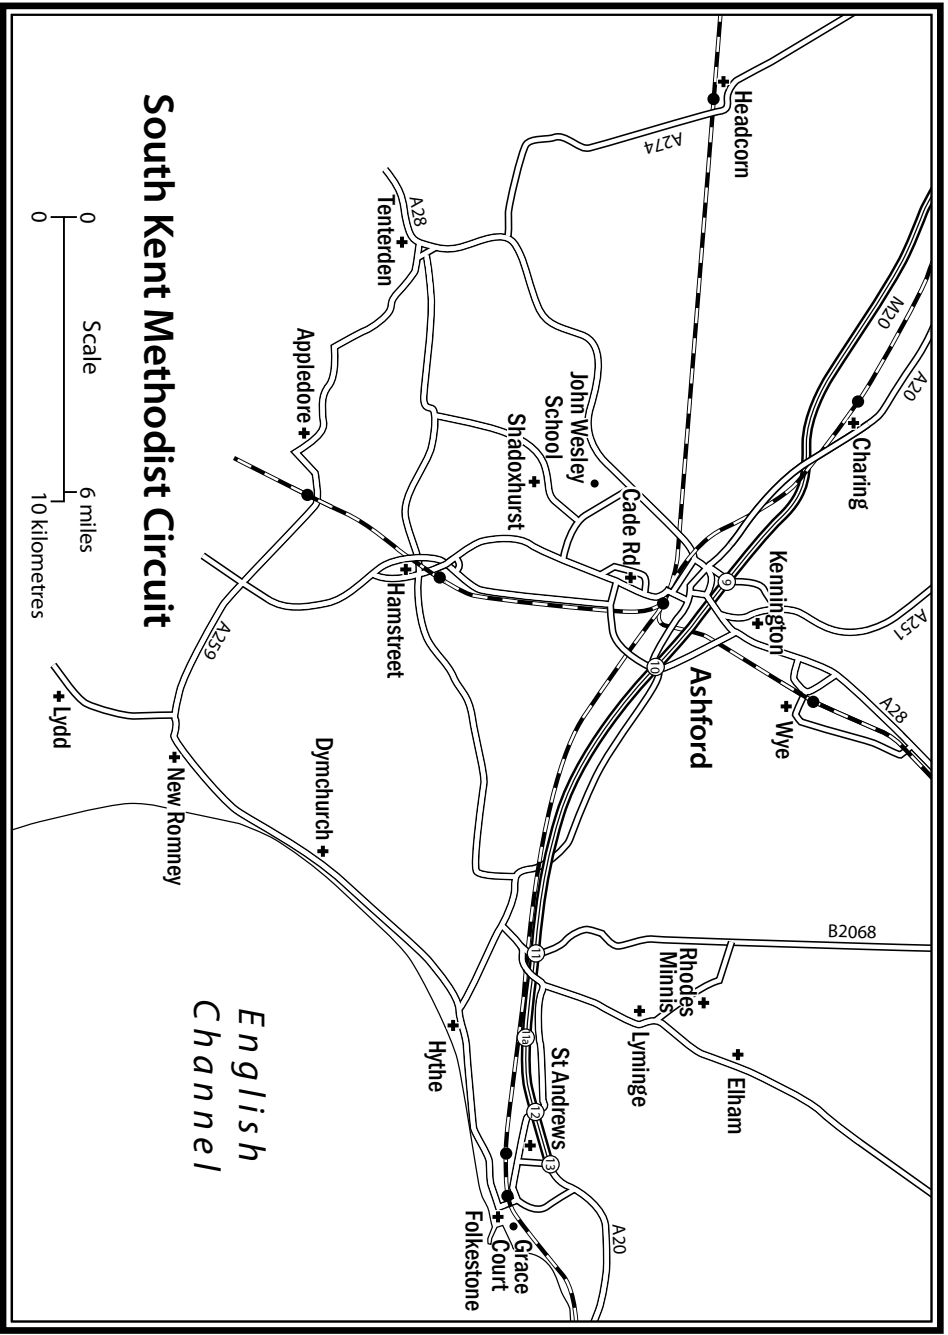 South Kent Methodist Circuit
0
Scale
6 miles
0
10 kilometres
Headcorn
A274
A28
Tenterden
Appledore
John Wesley
School
Shadoxhurst
Cade Rd
M20
A20
Charing
Kennington
9
A251
10
Ashford
A28
Wye
Hamstreet
A259
Lydd
New Romney
Dymchurch
B2068
11
Rhodes
Minnis
Lyminge
Elham
11a
St Andrews
12
13
Hythe
A20
Grace
Court
Folkestone
English
Channel